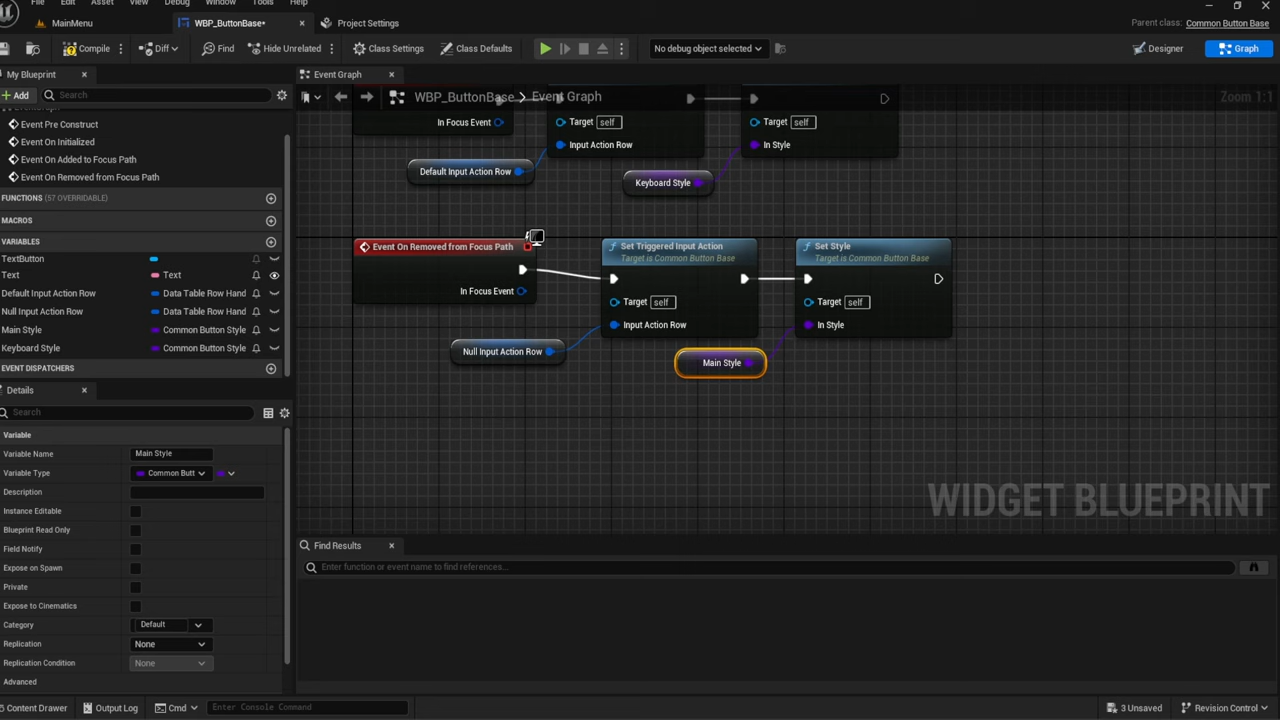 File Edit Asset View Debug Window Tools Help
MainMenu WBP_ButtonBase• Project Settings
Parent class: Common Button Base
Compile Diff Find Hide Unrelated Class Settings Class Defaults No debug object selected Designer Graph
My Blueprint
Event Graph
+ Add Search
WBP_ButtonBase > Event Graph
Zoom 1:1
Event Pre Construct
Event On Initialized
Event On Added to Focus Path
Event On Removed from Focus Path
FUNCTIONS (57 OVERRIDABLE)
MACROS
VARIABLES
TextButton
Text Text
Default Input Action Row Data Table Row Hand
Null Input Action Row Data Table Row Hand
Main Style Common Button Style
Keyboard Style Common Button Style
EVENT DISPATCHERS
In Focus Event
Target self
Input Action Row
Target self
In Style
Default Input Action Row
Keyboard Style
Event On Removed from Focus Path
In Focus Event
Set Triggered Input Action
Target is Common Button Base
Target self
Input Action Row
Set Style
Target is Common Button Base
Target self
In Style
Null Input Action Row
Main Style
WIDGET BLUEPRINT
Details
Search
Variable
Variable Name Main Style
Variable Type Common Butt
Description
Instance Editable
Blueprint Read Only
Field Notify
Expose on Spawn
Private
Expose to Cinematics
Category Default
Replication None
Replication Condition None
Advanced
Find Results
Enter function or event name to find references...
Content Drawer Output Log Cmd Enter Console Command 3 Unsaved Revision Control